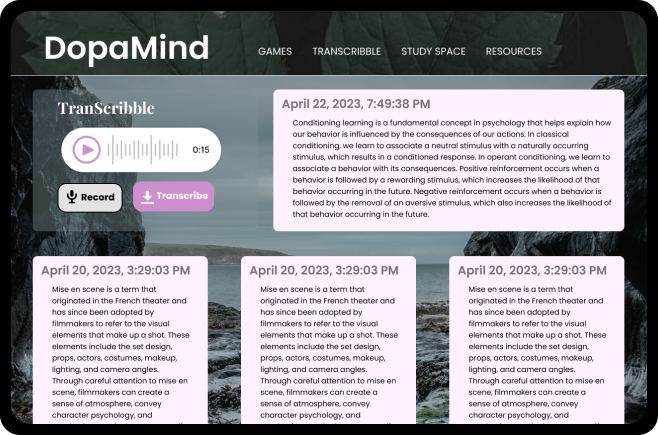 DopaMind
GAMES TRANSCRIBBLE STUDY SPACE RESOURCES
TranScribble
0:15
Record
Transcribe
April 22, 2023, 7:49:38 PM
Conditioning learning is a fundamental concept in psychology that helps explain how
our behavior is influenced by the consequences of our actions. In classical
conditioning, we learn to associate a neutral stimulus with a naturally occurring
stimulus, which results in a conditioned response. In operant conditioning, we learn to
associate a behavior with its consequences. Positive reinforcement occurs when a
behavior is followed by a rewarding stimulus, which increases the likelihood of that
behavior occurring in the future. Negative reinforcement occurs when a behavior is
followed by the removal of an aversive stimulus, which also increases the likelihood of
that behavior occurring in the future.
April 20, 2023, 3:29:03 PM
Mise en scene is a term that
originated in the French theater and
has since been adopted by
filmmakers to refer to the visual
elements that make up a shot. These
elements include the set design,
props, actors, costumes, makeup,
lighting, and camera angles.
Through careful attention to mise en
scene, filmmakers can create a
sense of atmosphere, convey
character psychology, and
April 20, 2023, 3:29:03 PM
Mise en scene is a term that
originated in the French theater and
has since been adopted by
filmmakers to refer to the visual
elements that make up a shot. These
elements include the set design,
props, actors, costumes, makeup,
lighting, and camera angles.
Through careful attention to mise en
scene, filmmakers can create a
sense of atmosphere, convey
character psychology, and
April 20, 2023, 3:29:03 PM
Mise en scene is a term that
originated in the French theater and
has since been adopted by
filmmakers to refer to the visual
elements that make up a shot. These
elements include the set design,
props, actors, costumes, makeup,
lighting, and camera angles.
Through careful attention to mise en
scene, filmmakers can create a
sense of atmosphere, convey
character psychology, and